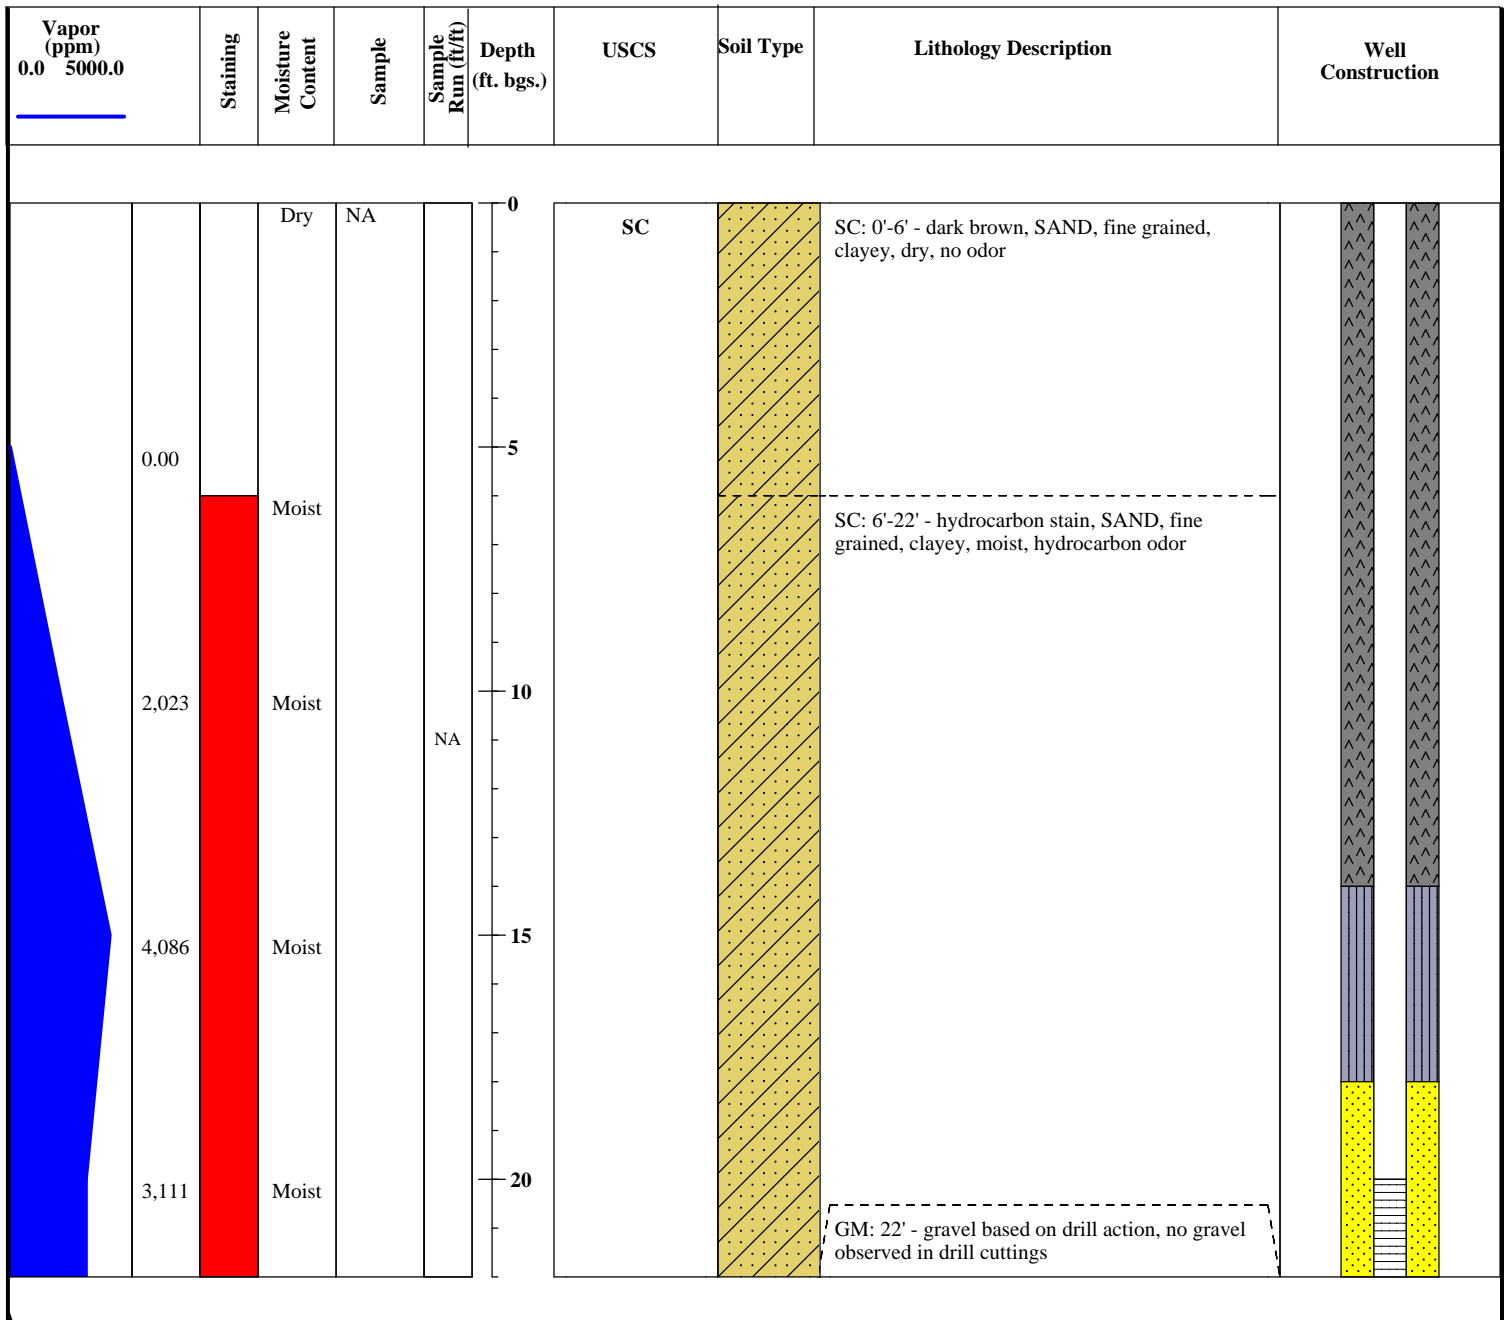 Vapor
(ppm)
0.0 5000.0
Staining
Moisture
Content
Sample
Sample
Run (ft/ft)
Depth
(ft. bgs.)
USCS
Soil Type
Lithology Description
Well
Construction
Dry
NA
0
SC
SC: 0'-6' - dark brown, SAND, fine grained,
clayey, dry, no odor
0.00
5
Moist
SC: 6'-22' - hydrocarbon stain, SAND, fine
grained, clayey, moist, hydrocarbon odor
2,023
Moist
10
NA
4,086
Moist
15
3,111
Moist
20
GM: 22' - gravel based on drill action, no gravel
observed in drill cuttings